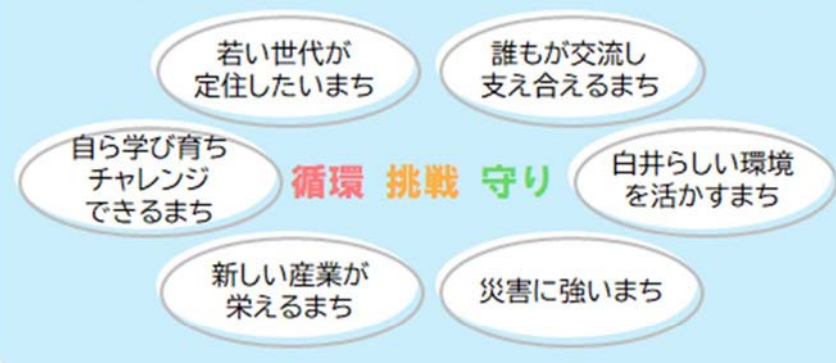 若い世代が
定住したいまち
誰もが交流し
支え合えるまち
自ら学び育ち
チャレンジ
できるまち
循環 挑戦 守り
白井らしい環境
を活かすまち
新しい産業が
栄えるまち
災害に強いまち